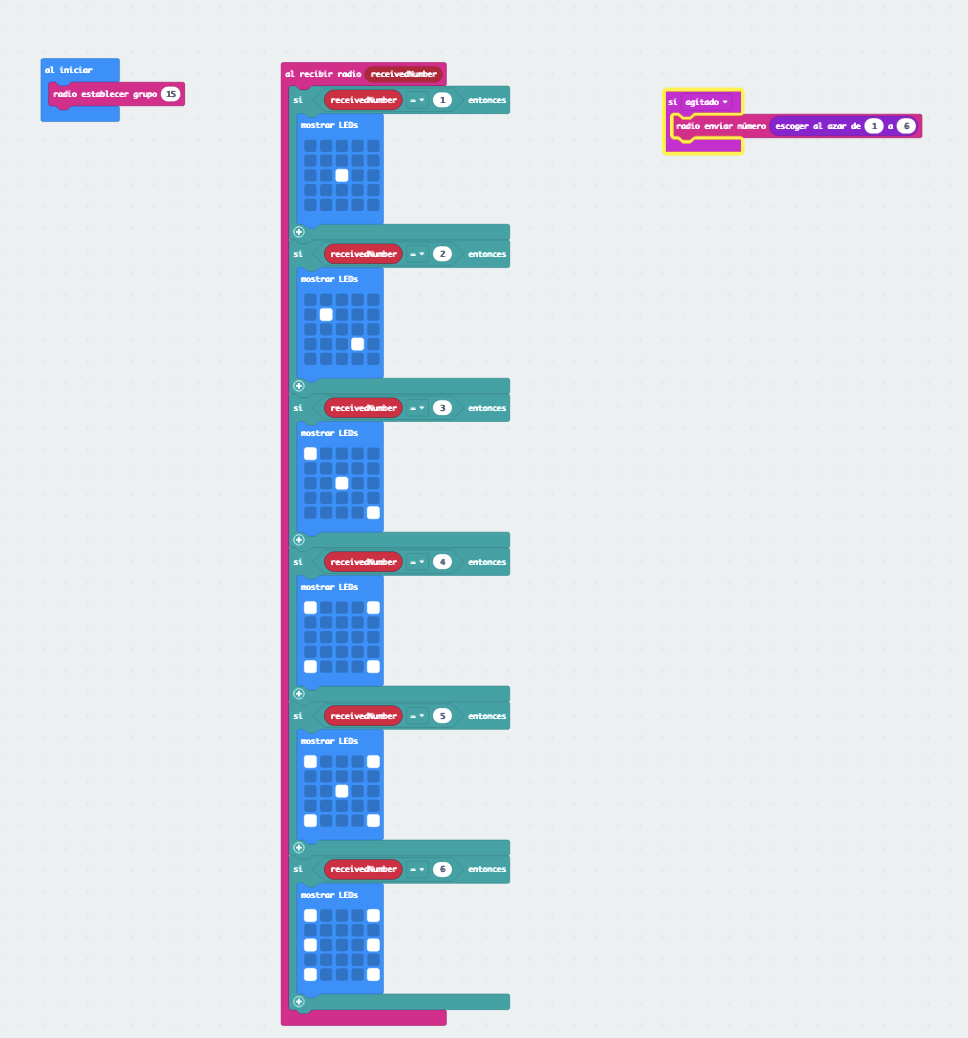 al iniciar
radio establecer grupo 15
al recibir radio receivedNumber
si receivedNumber = 1 entonces
mostrar LEDs
si receivedNumber = 2 entonces
mostrar LEDs
si receivedNumber = 3 entonces
mostrar LEDs
si receivedNumber = 4 entonces
mostrar LEDs
si receivedNumber = 5 entonces
mostrar LEDs
si receivedNumber = 6 entonces
mostrar LEDs
si agitado
radio enviar número escoger al azar de 1 a 6